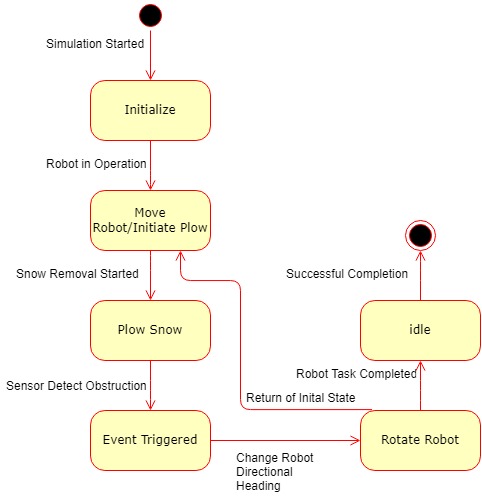 Simulation Started
Initialize
Robot in Operation
Move
Robot/Initiate Plow
Snow Removal Started
Successful Completion
Plow Snow
idle
Sensor Detect Obstruction
Robot Task Completed
Return of Inital State
Event Triggered
Rotate Robot
Change Robot
Directional
Heading